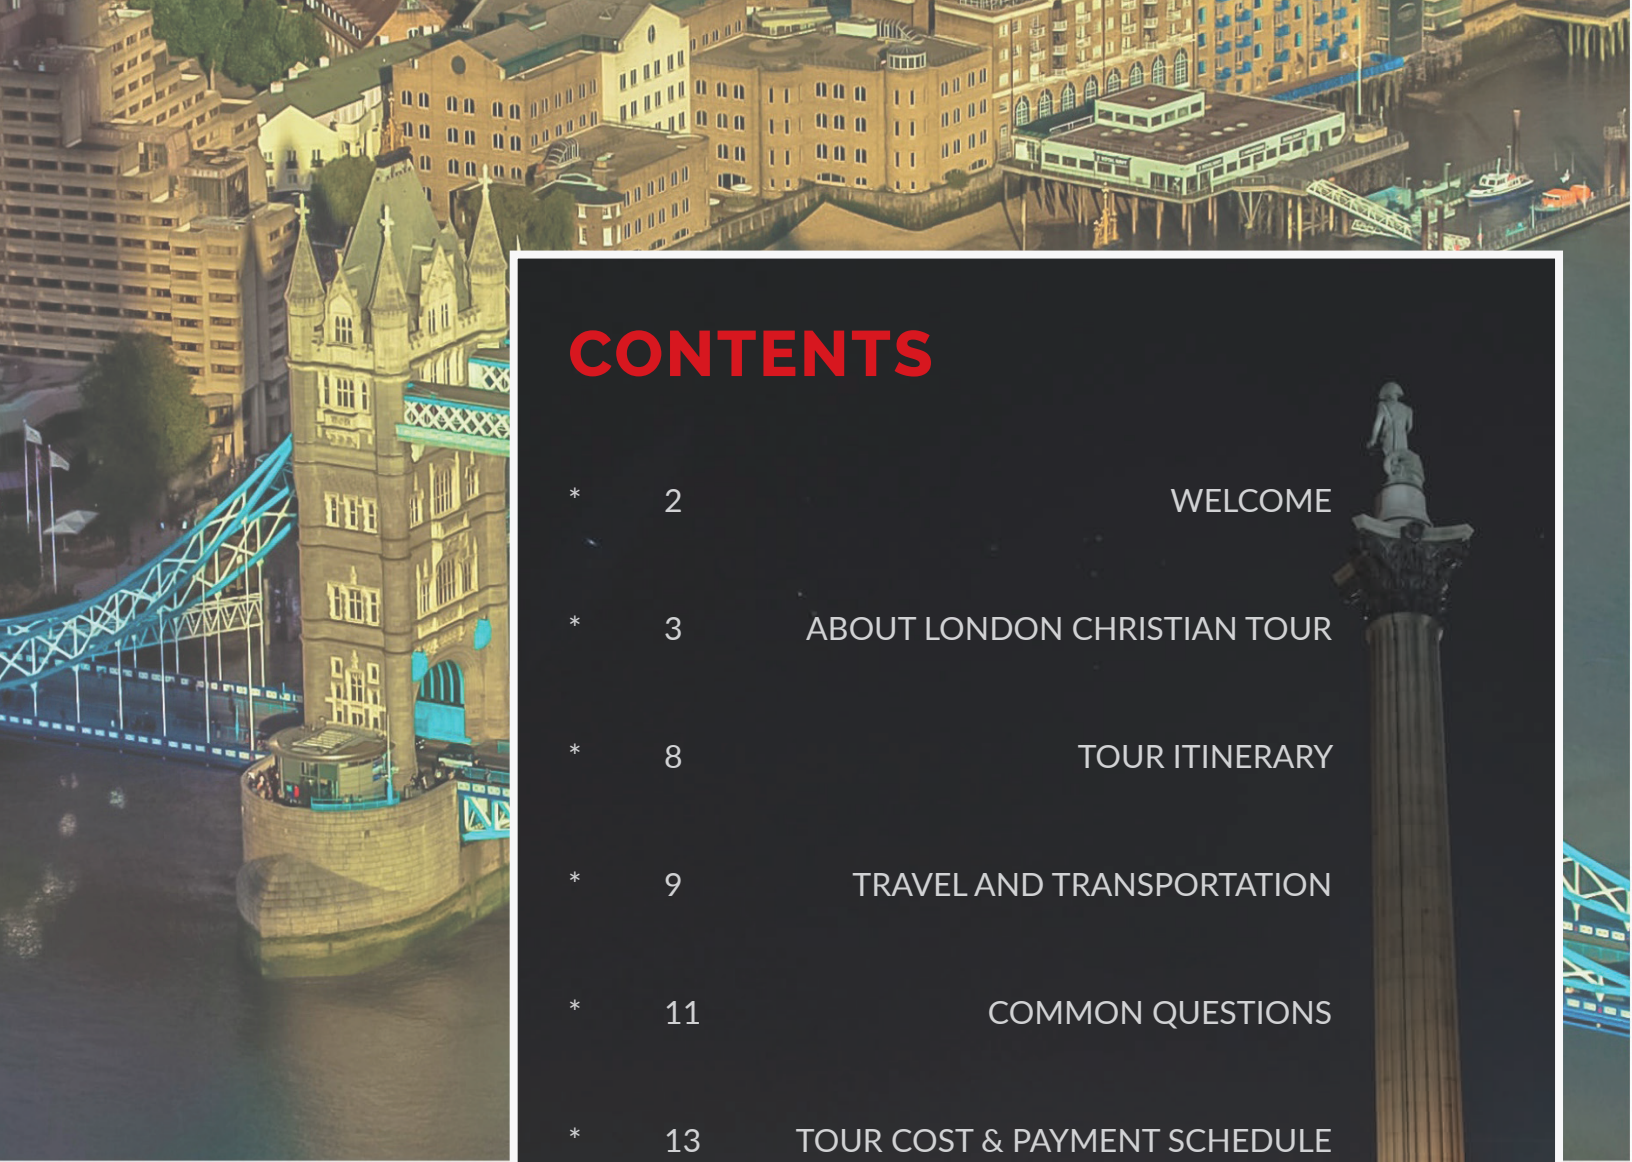 CONTENTS
* 2 WELCOME
* 3 ABOUT LONDON CHRISTIAN TOUR
* 8 TOUR ITINERARY
* 9 TRAVEL AND TRANSPORTATION
* 11 COMMON QUESTIONS
* 13 TOUR COST & PAYMENT SCHEDULE